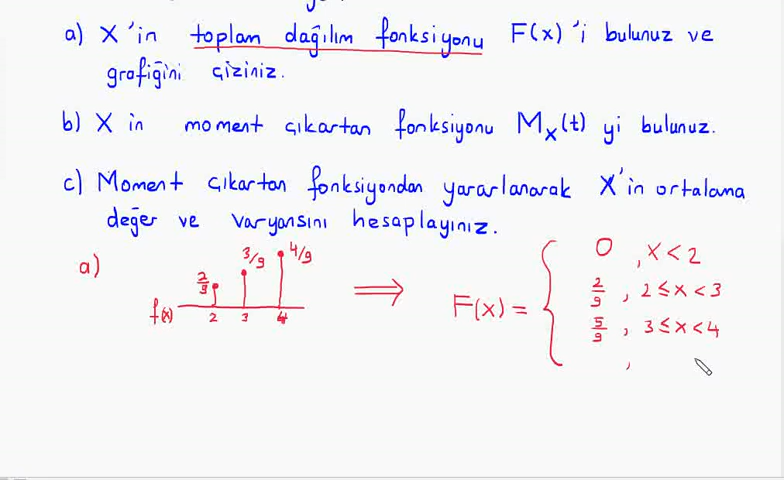 a) X'in toplam dağılım fonksiyonu F(x)'i bulunuz ve
grafiğini çiziniz.
b) X in moment çıkartan fonksiyonu M_X(t) yi bulunuz.
c) Moment çıkartan fonksiyondan yararlanarak X'in ortalama
değer ve varyansını hesaplayınız.
a)
2/9 3/9 4/9
f(x) 2 3 4
⟹
F(x) = {
0 , x < 2
2/9 , 2 ≤ x < 3
5/9 , 3 ≤ x < 4
,